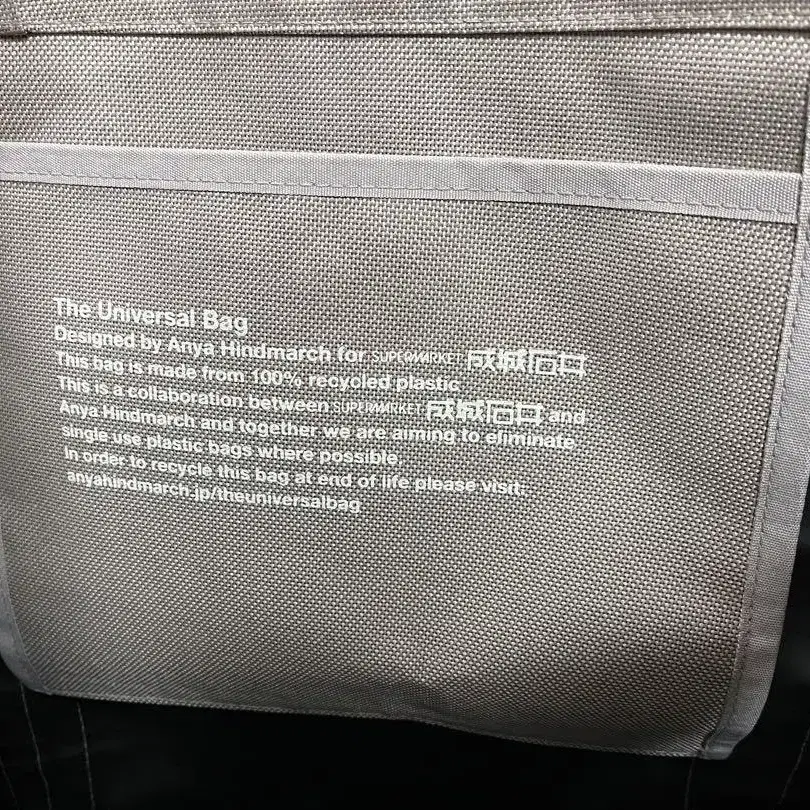 The Universal Bag
Designed by Anya Hindmarch for SUPERMARKET 成城石井
This bag is made from 100% recycled plastic
This is a collaboration between SUPERMARKET 成城石井 and
Anya Hindmarch and together we are aiming to eliminate
single use plastic bags where possible.
In order to recycle this bag at end of life please visit:
anyahindmarch.jp/theuniversalbag